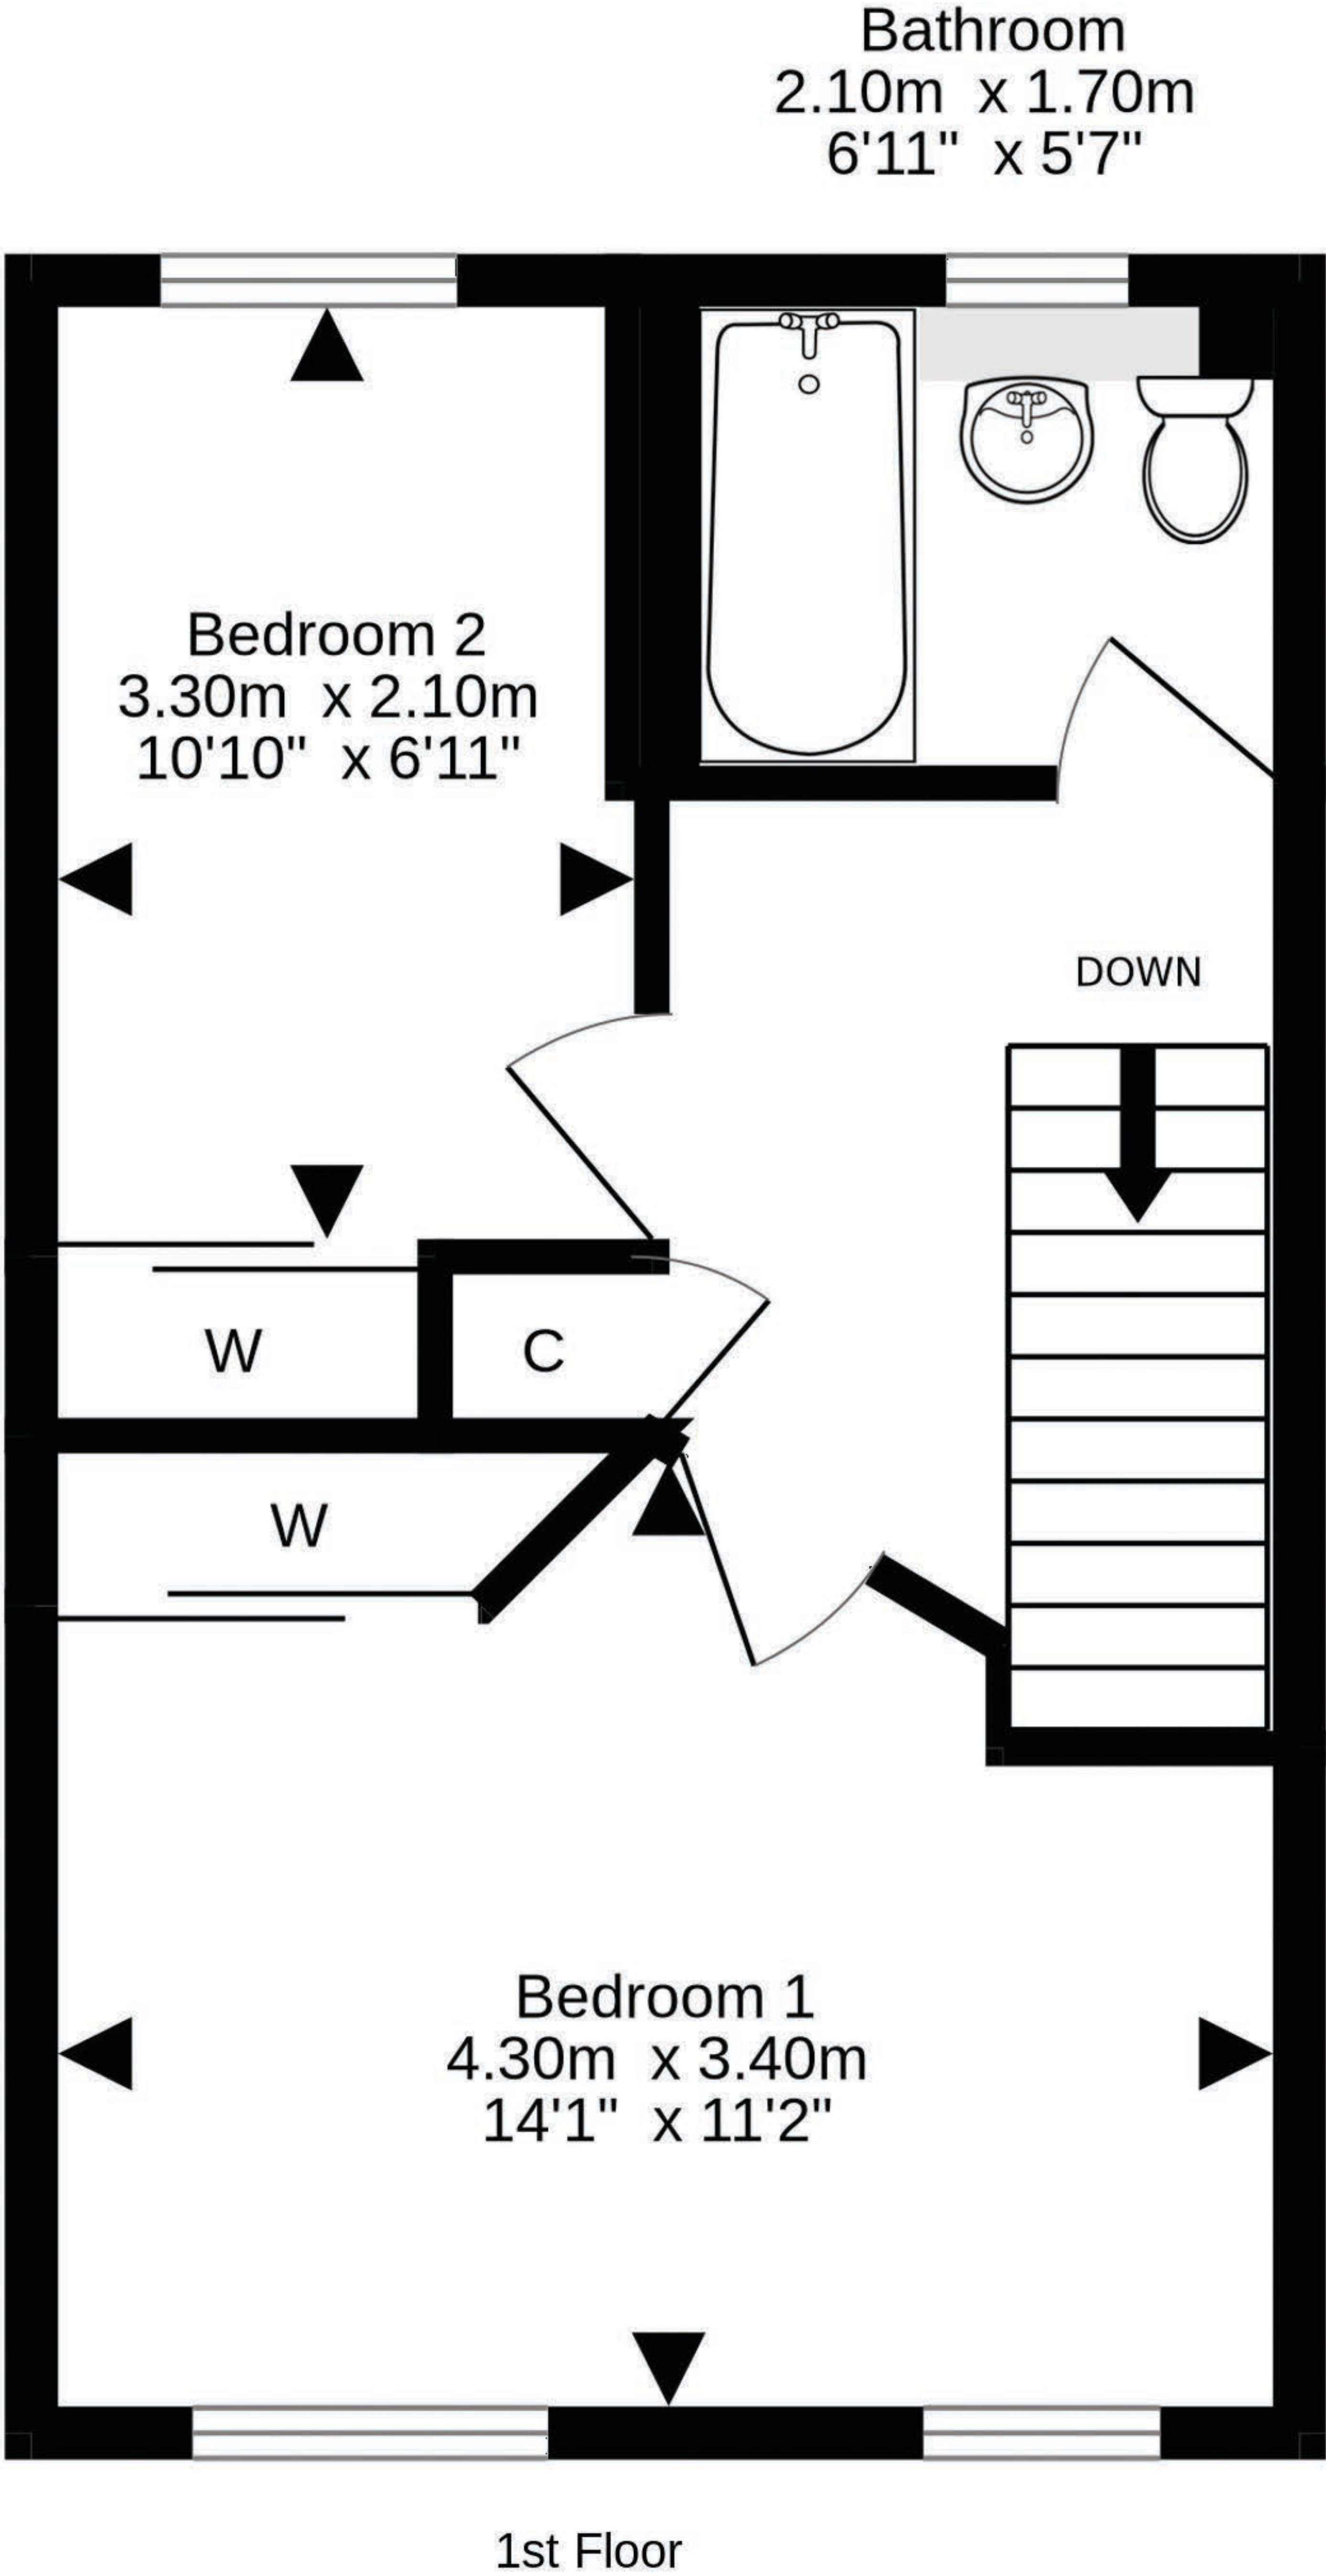 Bathroom
2.10m x 1.70m
6'11" x 5'7"
Bedroom 2
3.30m x 2.10m
10'10" x 6'11"
DOWN
W
C
W
Bedroom 1
4.30m x 3.40m
14'1" x 11'2"
1st Floor